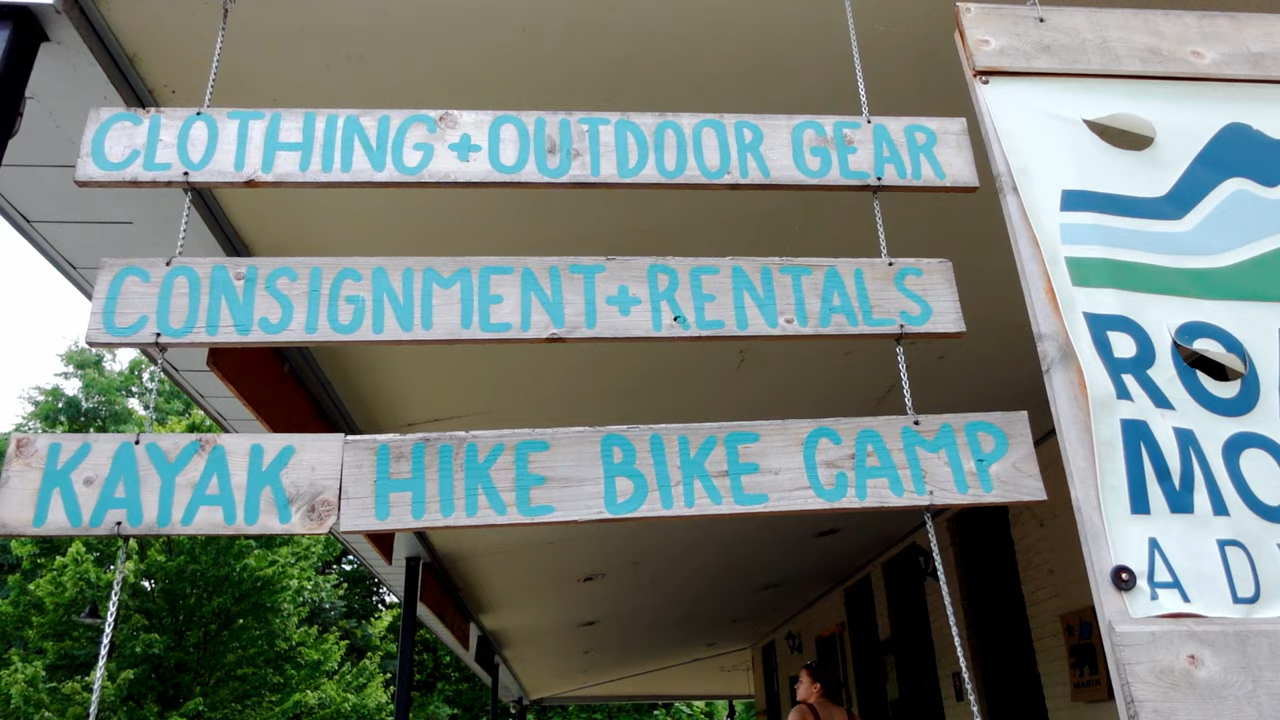 CLOTHING+OUTDOOR GEAR
CONSIGNMENT+RENTALS
KAYAK HIKE BIKE CAMP